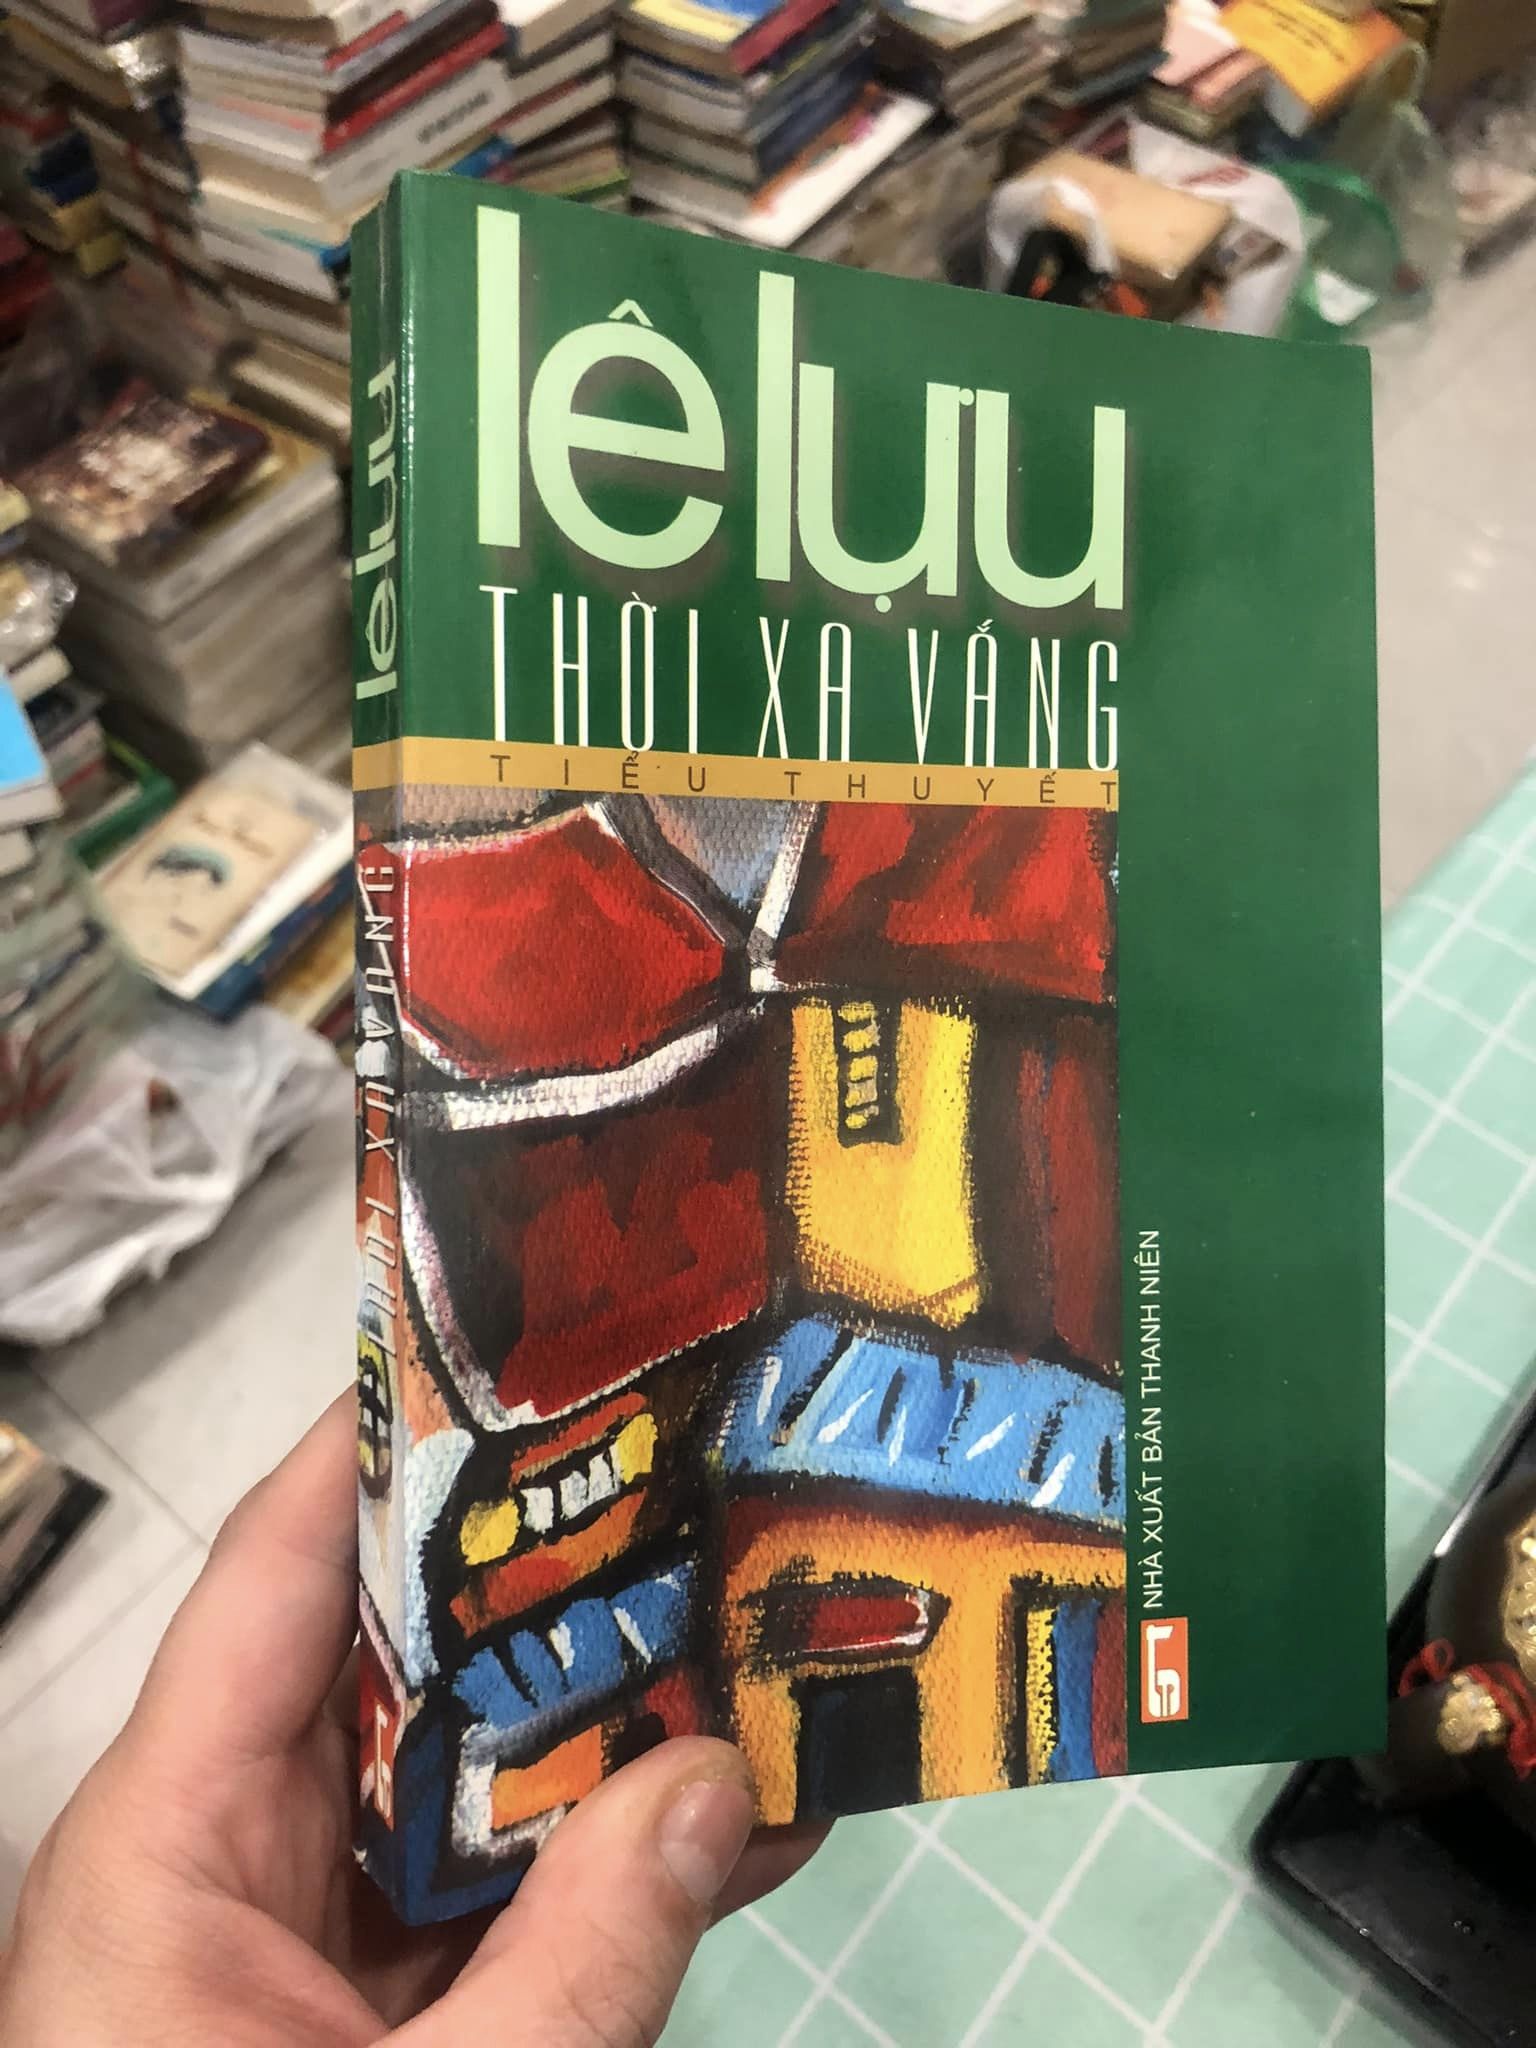 lê lựu
THỜI XA VẮNG
TIỂU THUYẾT
NHÀ XUẤT BẢN THANH NIÊN
lê lựu
THỜI XA VẮNG